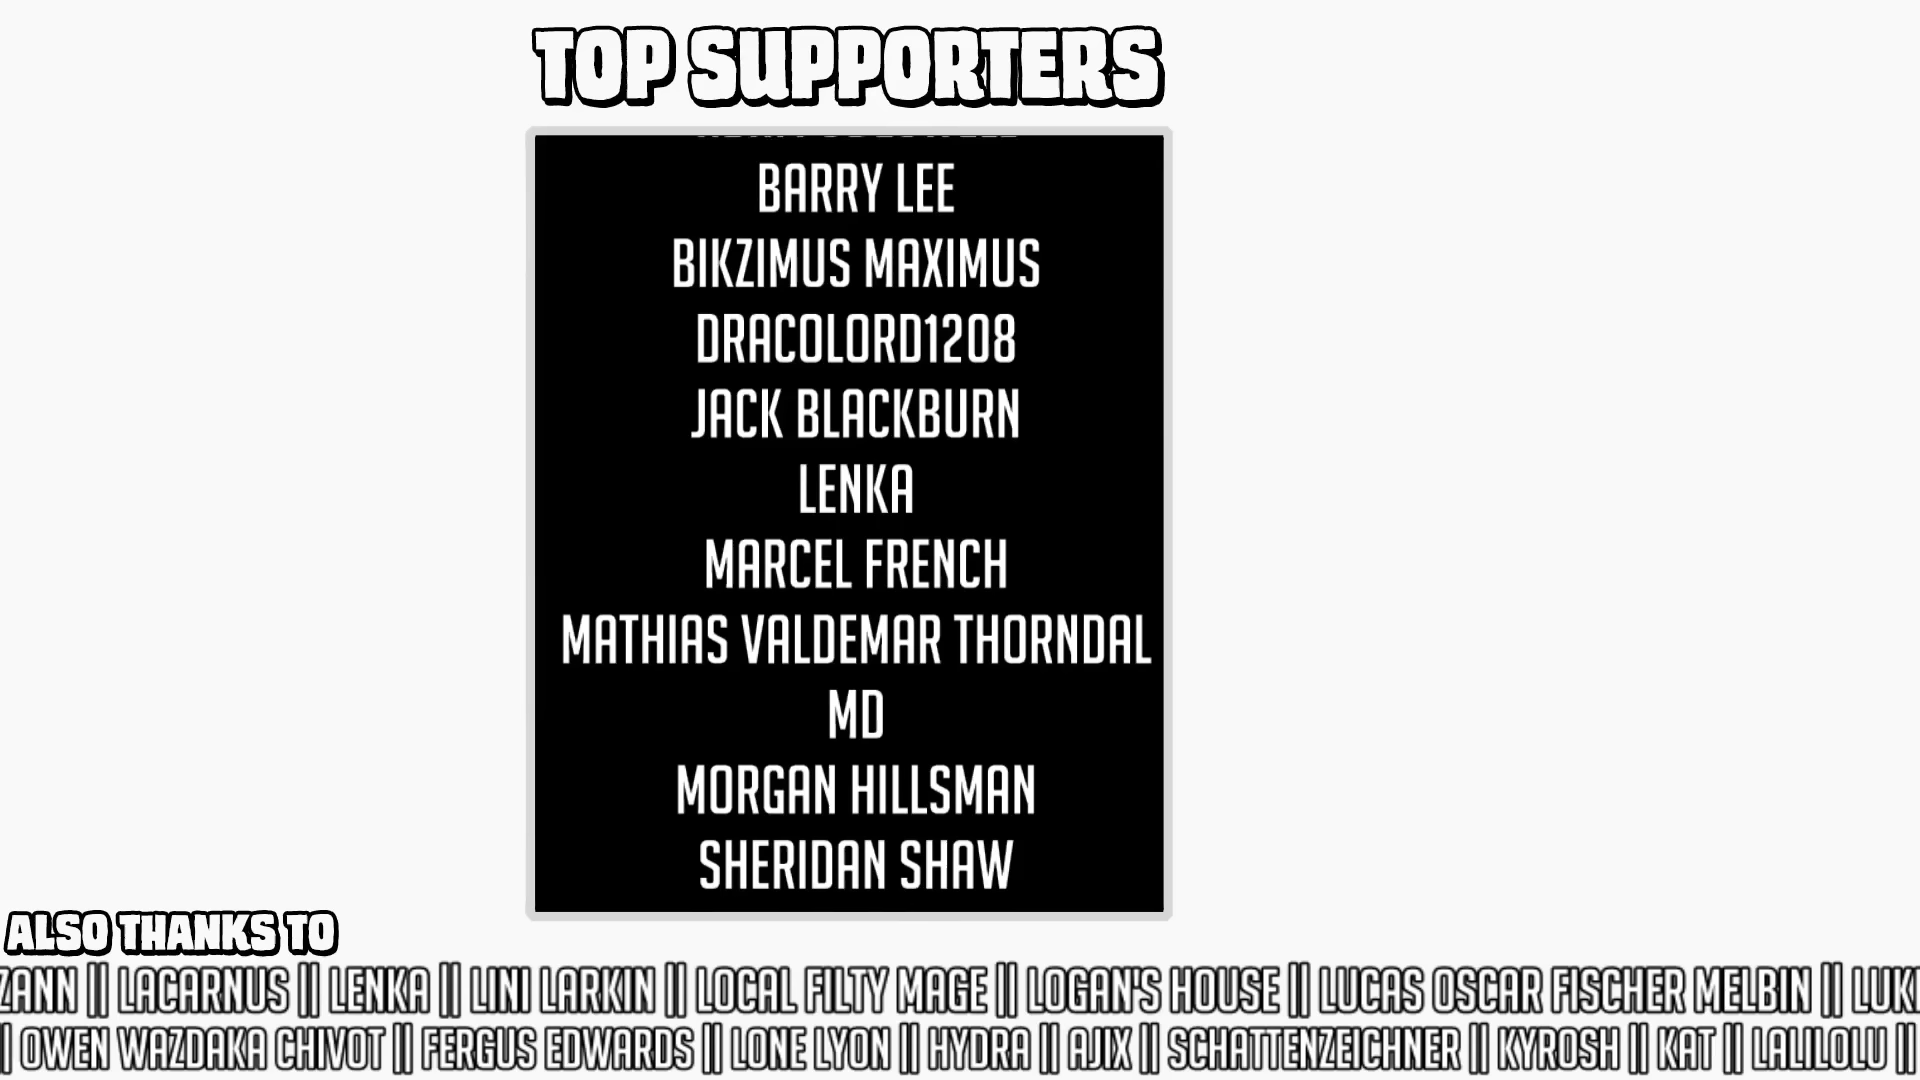 TOP SUPPORTERS
BARRY LEE
BIKZIMUS MAXIMUS
DRACOLORD1208
JACK BLACKBURN
LENKA
MARCEL FRENCH
MATHIAS VALDEMAR THORNDAL
MD
MORGAN HILLSMAN
SHERIDAN SHAW
ALSO THANKS TO
|| LACARNUS || LENKA || LINI LARKIN || LOCAL FILTY MAGE || LOGAN'S HOUSE || LUCAS OSCAR FISCHER MELBIN ||
|| OWEN WAZDAKA CHIVOT || FERGUS EDWARDS || LONE LYON || HYDRA || AJIX || SCHATTENZEICHNER || KYROSH || KAT || LALILOLU ||